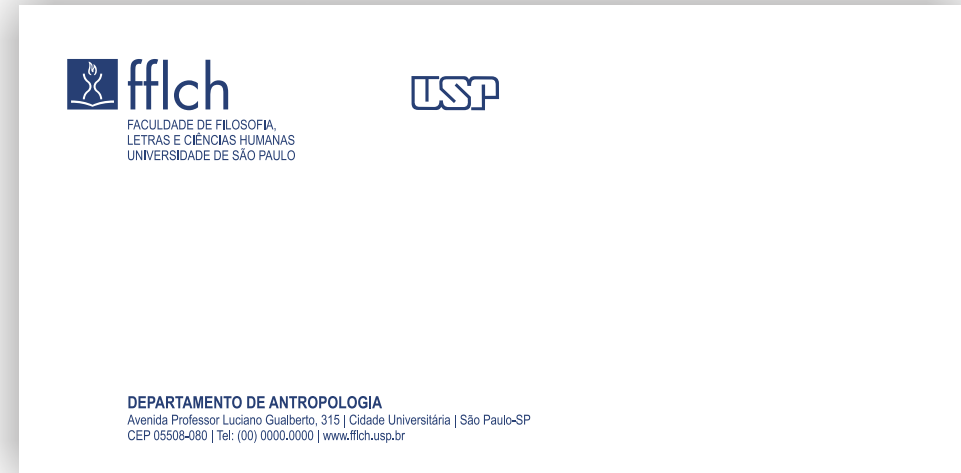 fflch
USP
FACULDADE DE FILOSOFIA,
LETRAS E CIÊNCIAS HUMANAS
UNIVERSIDADE DE SÃO PAULO
DEPARTAMENTO DE ANTROPOLOGIA
Avenida Professor Luciano Gualberto, 315 | Cidade Universitária | São Paulo-SP
CEP 05508-080 | Tel: (00) 0000.0000 | www.fflch.usp.br